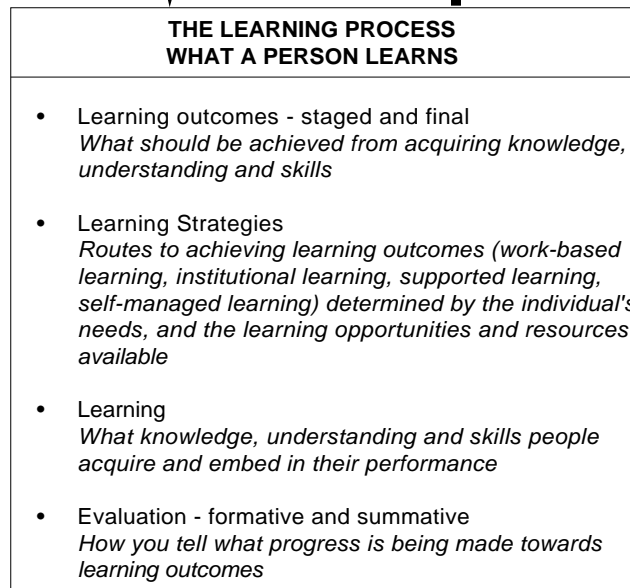 THE LEARNING PROCESS
WHAT A PERSON LEARNS
• Learning outcomes - staged and final
What should be achieved from acquiring knowledge,
understanding and skills
• Learning Strategies
Routes to achieving learning outcomes (work-based
learning, institutional learning, supported learning,
self-managed learning) determined by the individual's
needs, and the learning opportunities and resources
available
• Learning
What knowledge, understanding and skills people
acquire and embed in their performance
• Evaluation - formative and summative
How you tell what progress is being made towards
learning outcomes